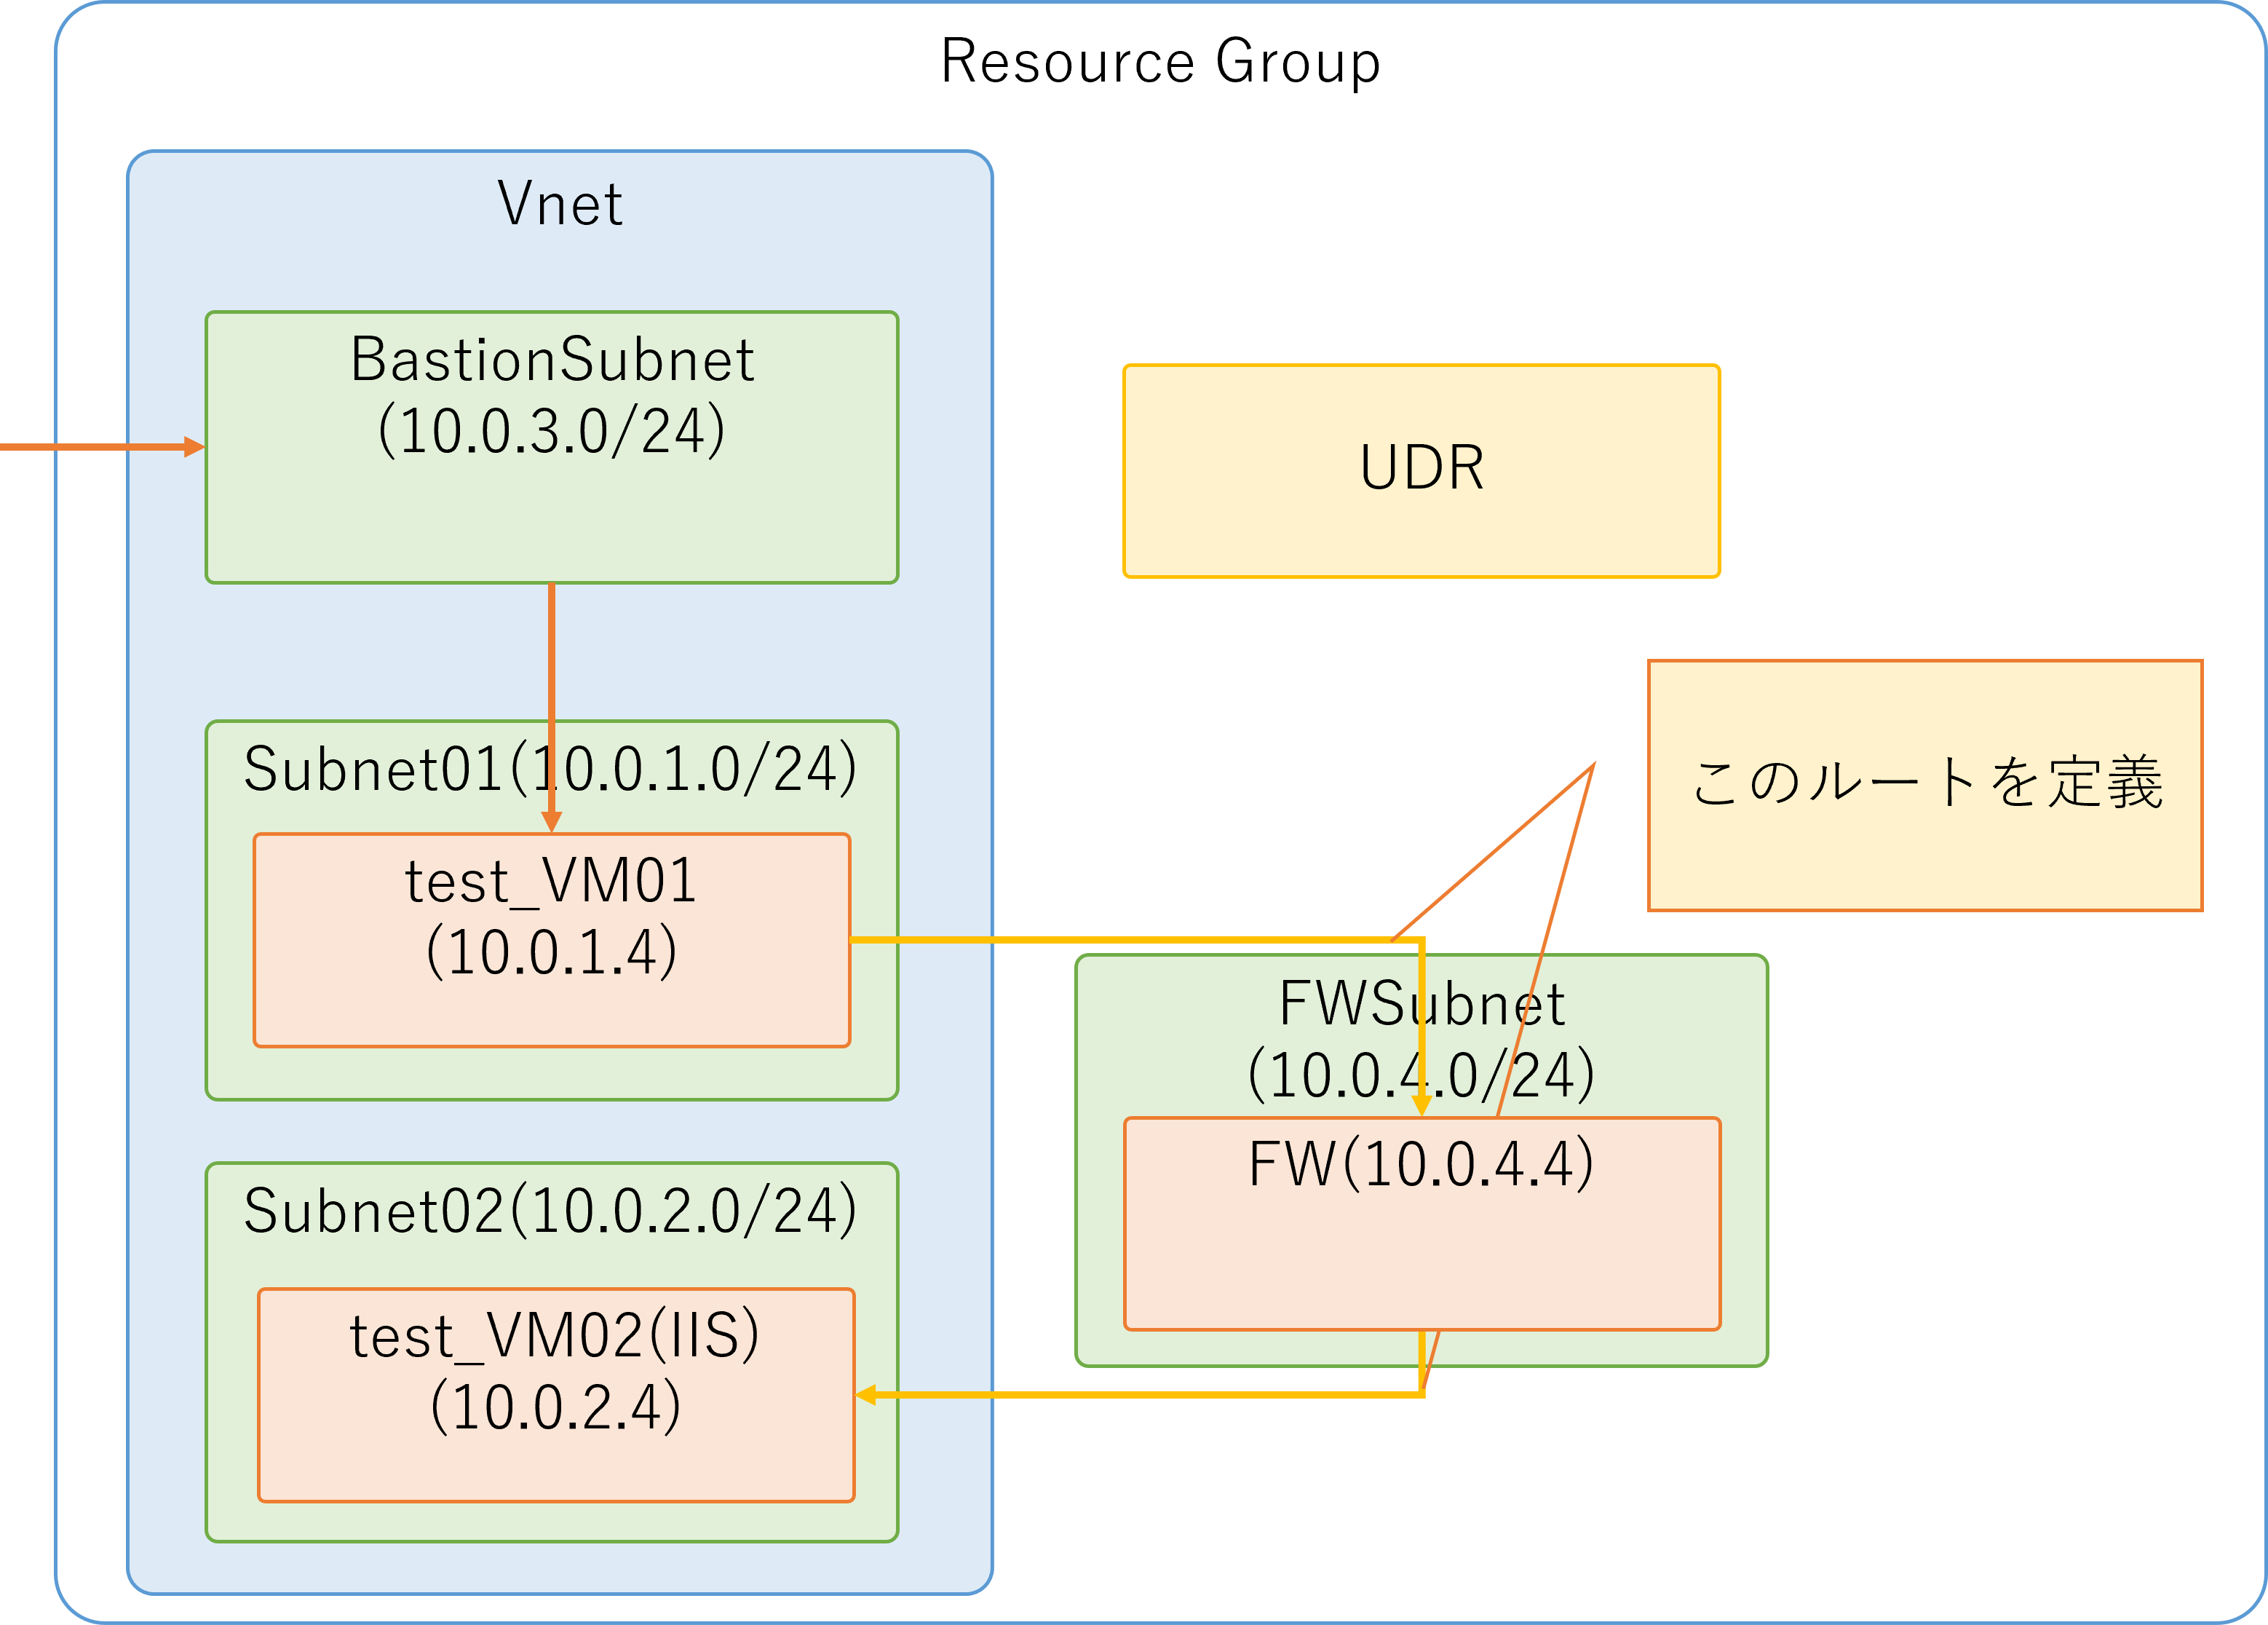 Resource Group
Vnet
BastionSubnet
(10.0.3.0/24)
UDR
このルートを定義
Subnet01(10.0.1.0/24)
test_VM01
(10.0.1.4)
FWSubnet
(10.0.4.0/24)
FW(10.0.4.4)
Subnet02(10.0.2.0/24)
test_VM02(IIS)
(10.0.2.4)